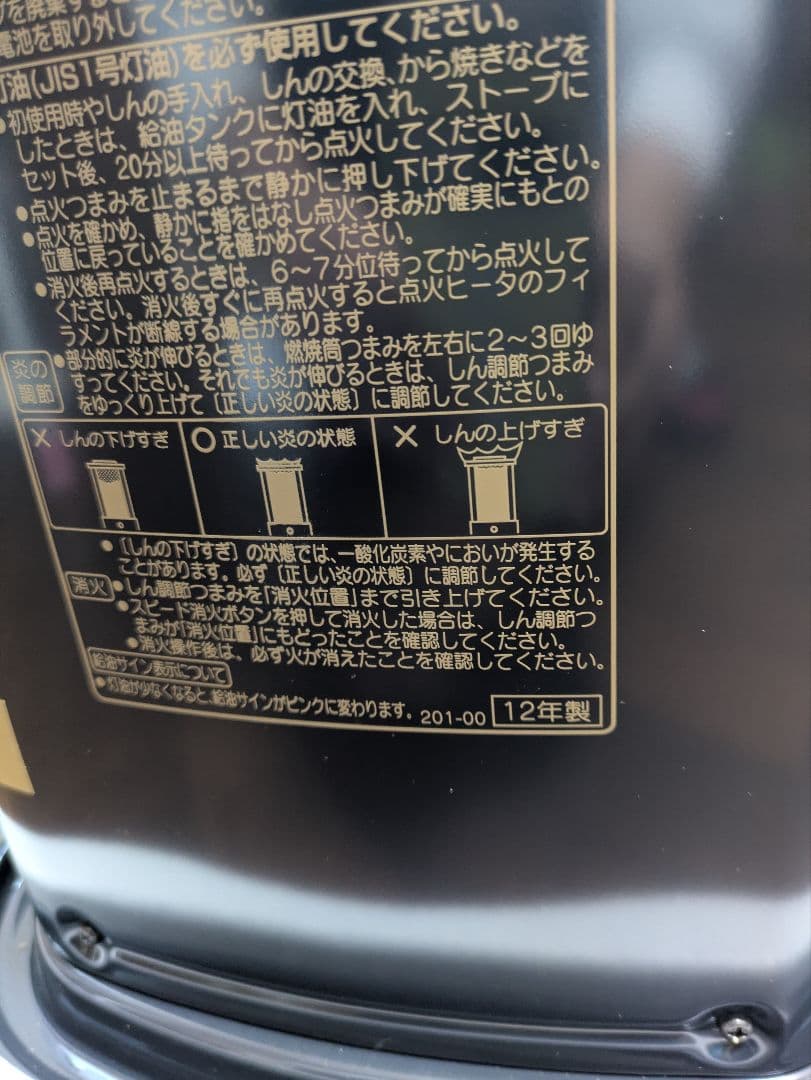 を廃棄する
電池を取り外してください。
油(JIS1号灯油)を必ず使用してください。
●初使用時やしんの手入れ、しんの交換、から焼きなどを
したときは、給油タンクに灯油を入れ、ストーブに
セット後、20分以上待ってから点火してください。
●点火つまみを止まるまで静かに押し下げてください。
●点火を確かめ、静かに指をはなし点火つまみが確実にもとの
位置に戻っていることを確かめてください。
●消火後再点火するときは、6〜7分位待ってから点火して
ください。消火後すぐに再点火すると点火ヒータのフィ
ラメントが断線する場合があります。
炎の
調節
●部分的に炎が伸びるときは、燃焼筒つまみを左右に2〜3回ゆ
すってください。それでも炎が伸びるときは、しん調節つまみ
をゆっくり上げて〔正しい炎の状態〕に調節してください。
× しんの下げすぎ
○ 正しい炎の状態
× しんの上げすぎ
●〔しんの下げすぎ〕の状態では、一酸化炭素やにおいが発生する
ことがあります。必ず〔正しい炎の状態〕に調節してください。
消火
●しん調節つまみを「消火位置」まで引き上げてください。
●スピード消火ボタンを押して消火した場合は、しん調節つ
まみが「消火位置」にもどったことを確認してください。
●消火操作後は、必ず火が消えたことを確認してください。
給油サイン表示について
●灯油が少なくなると、給油サインがピンクに変わります。
201-00
12年製